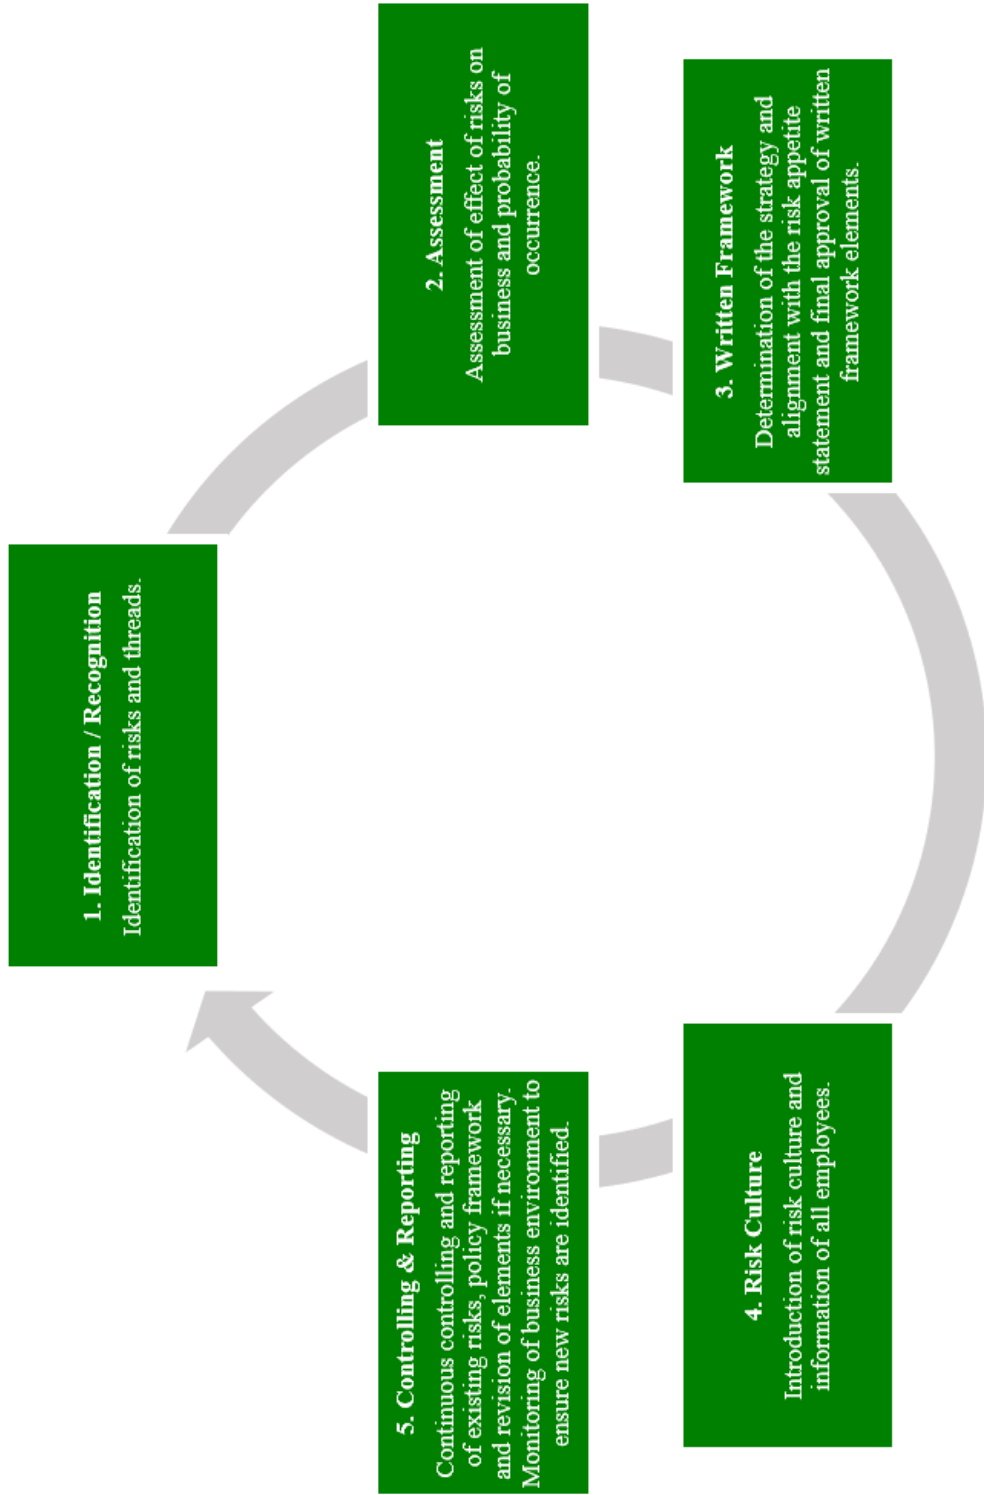 1. Identification / Recognition
Identification of risks and threads.
2. Assessment
Assessment of effect of risks on
business and probability of
occurrence.
3. Written Framework
Determination of the strategy and
alignment with the risk appetite
statement and final approval of written
framework elements.
4. Risk Culture
Introduction of risk culture and
information of all employees.
5. Controlling & Reporting
Continuous controlling and reporting
of existing risks, policy framework
and revision of elements if necessary.
Monitoring of business environment to
ensure new risks are identified.